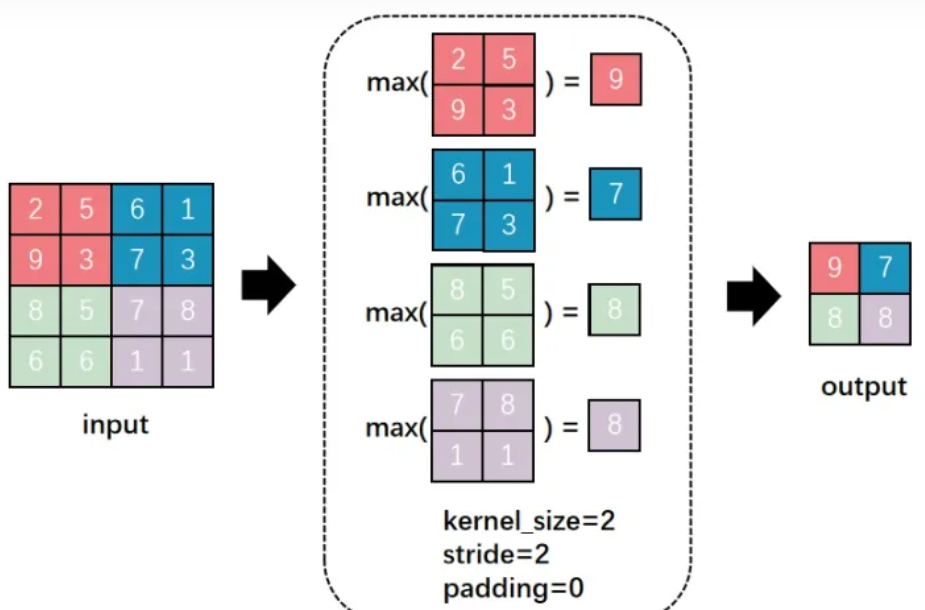 2 5
max( ) = 9
9 3
6 1
max( ) = 7
7 3
2 5 6 1
9 3 7 3
8 5 7 8
6 6 1 1
input
8 5
max( ) = 8
6 6
7 8
max( ) = 8
1 1
kernel_size=2
stride=2
padding=0
9 7
8 8
output